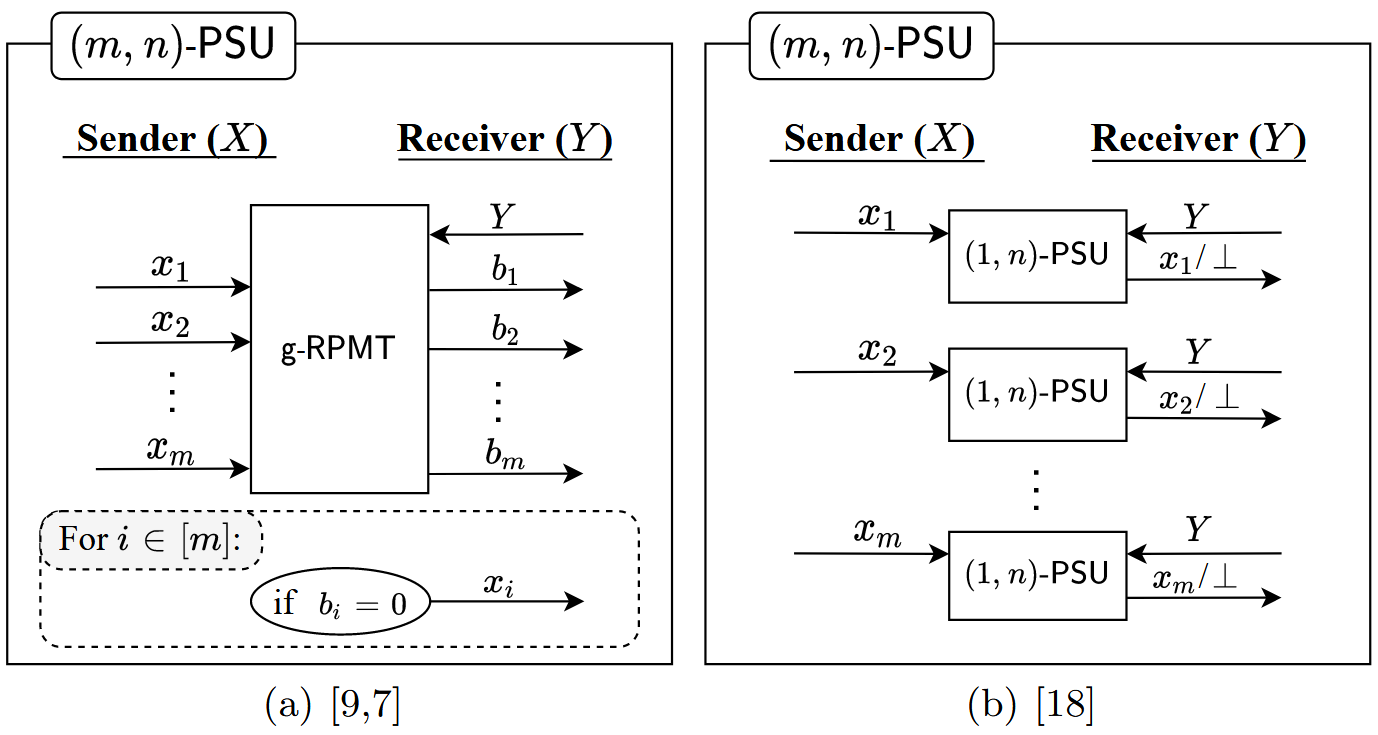 (m, n)-PSU
Sender (X) Receiver (Y)
Y
x₁ b₁
x₂ b₂
g-RPMT
⋮ ⋮
xₘ bₘ
For i ∈ [m]:
if bᵢ = 0 xᵢ
(a) [9,7]
(m, n)-PSU
Sender (X) Receiver (Y)
x₁ Y
(1, n)-PSU
x₁/⊥
x₂ Y
(1, n)-PSU
x₂/⊥
⋮
xₘ Y
(1, n)-PSU
xₘ/⊥
(b) [18]